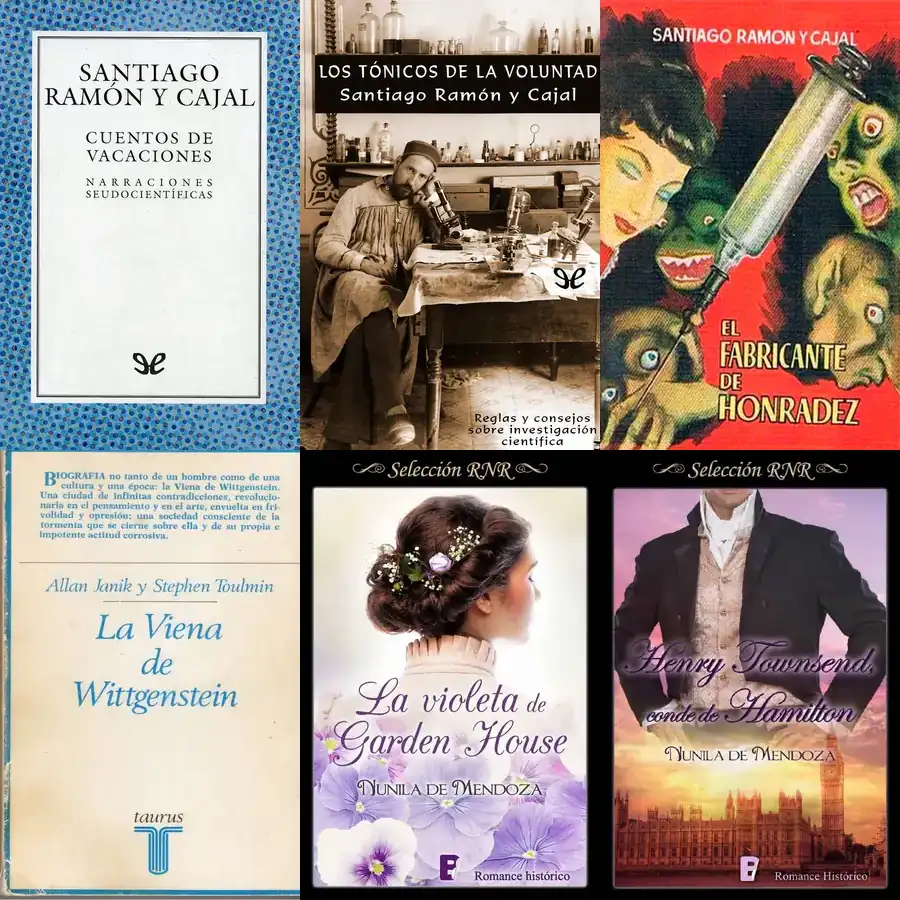 SANTIAGO
RAMÓN Y CAJAL
CUENTOS DE
VACACIONES
NARRACIONES
SEUDOCIENTÍFICAS
LOS TÓNICOS DE LA VOLUNTAD
Santiago Ramón y Cajal
Reglas y consejos
sobre investigación
científica
SANTIAGO RAMON Y CAJAL
EL
FABRICANTE
DE
HONRADEZ
BIOGRAFIA no tanto de un hombre como de una
cultura y una época: la Viena de Wittgenstein.
Una ciudad de infinitas contradicciones, revolucio-
naria en el pensamiento y en el arte, envuelta en fri-
volidad y opresión; una sociedad consciente de la
tormenta que se cierne sobre ella y de su propia e
impotente actitud corrosiva.
Allan Janik y Stephen Toulmin
La Viena
de
Wittgenstein
taurus
Selección RNR
La violeta de
Garden House
NUNILA DE MENDOZA
B
Romance histórico
Selección RNR
Henry Townsend,
conde de Hamilton
NUNILA DE MENDOZA
B
Romance Histórico